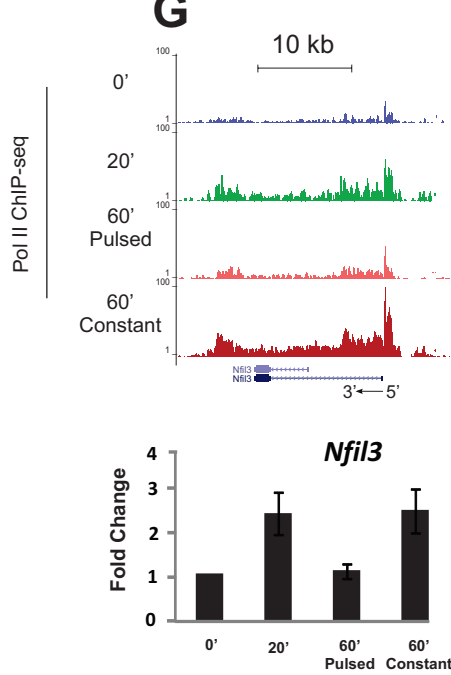 G
10 kb
Pol II ChIP-seq
0'
100
1
20'
100
1
60'
Pulsed
100
1
60'
Constant
100
1
Nfil3
Nfil3
3' ← 5'
Nfil3
Fold Change
4
3
2
1
0
0'
20'
60'
Pulsed
60'
Constant